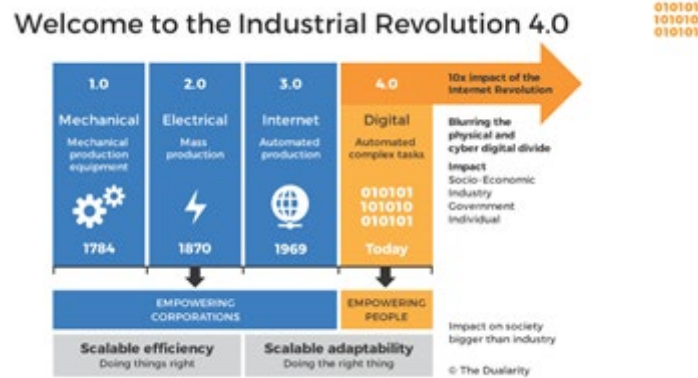 Welcome to the Industrial Revolution 4.0
010101
101010
010101
1.0
2.0
3.0
4.0
10x impact of the
Internet Revolution
Mechanical
Mechanical
production
equipment
1784
Electrical
Mass
production
1870
Internet
Automated
production
1969
Digital
Automated
complex tasks
010101
101010
010101
Today
Blurring the
physical and
cyber digital divide
Impact
Socio-Economic
Industry
Government
Individual
EMPOWERING
CORPORATIONS
EMPOWERING
PEOPLE
Scalable efficiency
Doing things right
Scalable adaptability
Doing the right thing
Impact on society
bigger than industry
© The Dualarity